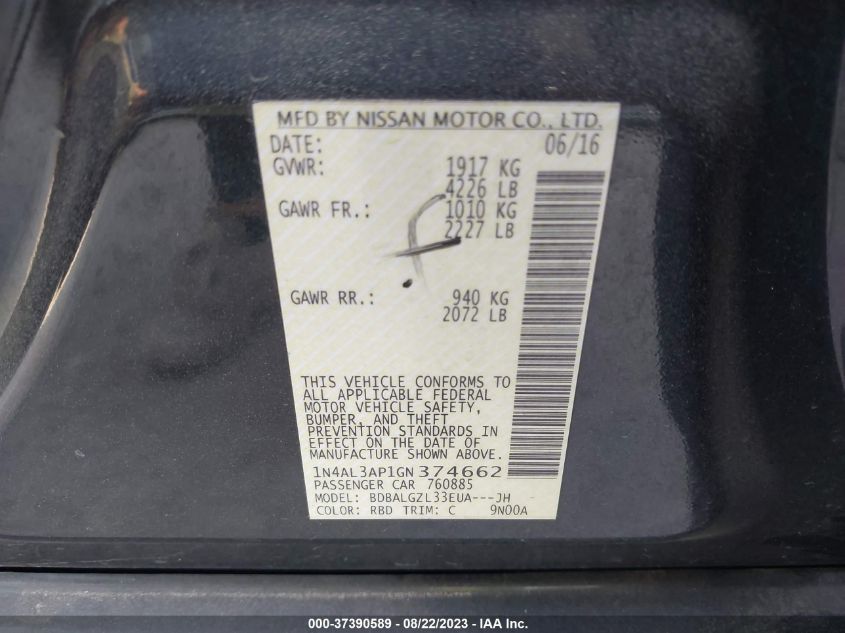 MFD BY NISSAN MOTOR CO., LTD.
DATE: 06/16
GVWR: 1917 KG
4226 LB
GAWR FR.: 1010 KG
2227 LB
GAWR RR.: 940 KG
2072 LB
THIS VEHICLE CONFORMS TO
ALL APPLICABLE FEDERAL
MOTOR VEHICLE SAFETY,
BUMPER, AND THEFT
PREVENTION STANDARDS IN
EFFECT ON THE DATE OF
MANUFACTURE SHOWN ABOVE.
1N4AL3AP1GN374662
PASSENGER CAR 760885
MODEL: BDBALGZL33EUA---JH
COLOR: RBD TRIM: C 9N00A
000-37390589 - 08/22/2023 - IAA Inc.